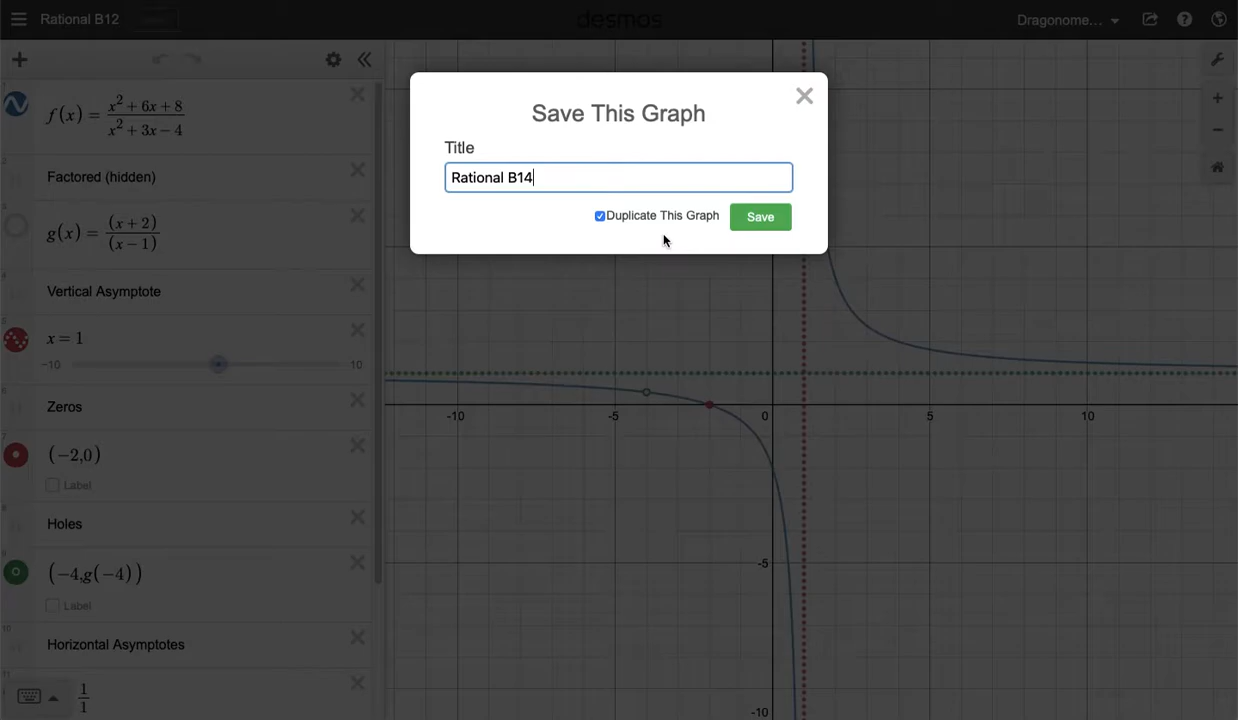 Rational B12
desmos
Dragonome...
f(x) = x² + 6x + 8 / x² + 3x − 4
Factored (hidden)
g(x) = (x + 2) / (x − 1)
Vertical Asymptote
x = 1
−10 10
Zeros
(−2,0)
Label
Holes
(−4,g(−4))
Label
Horizontal Asymptotes
1/1
Save This Graph
Title
Rational B14
Duplicate This Graph
Save
-10 -5 0 5 10
-5
-10